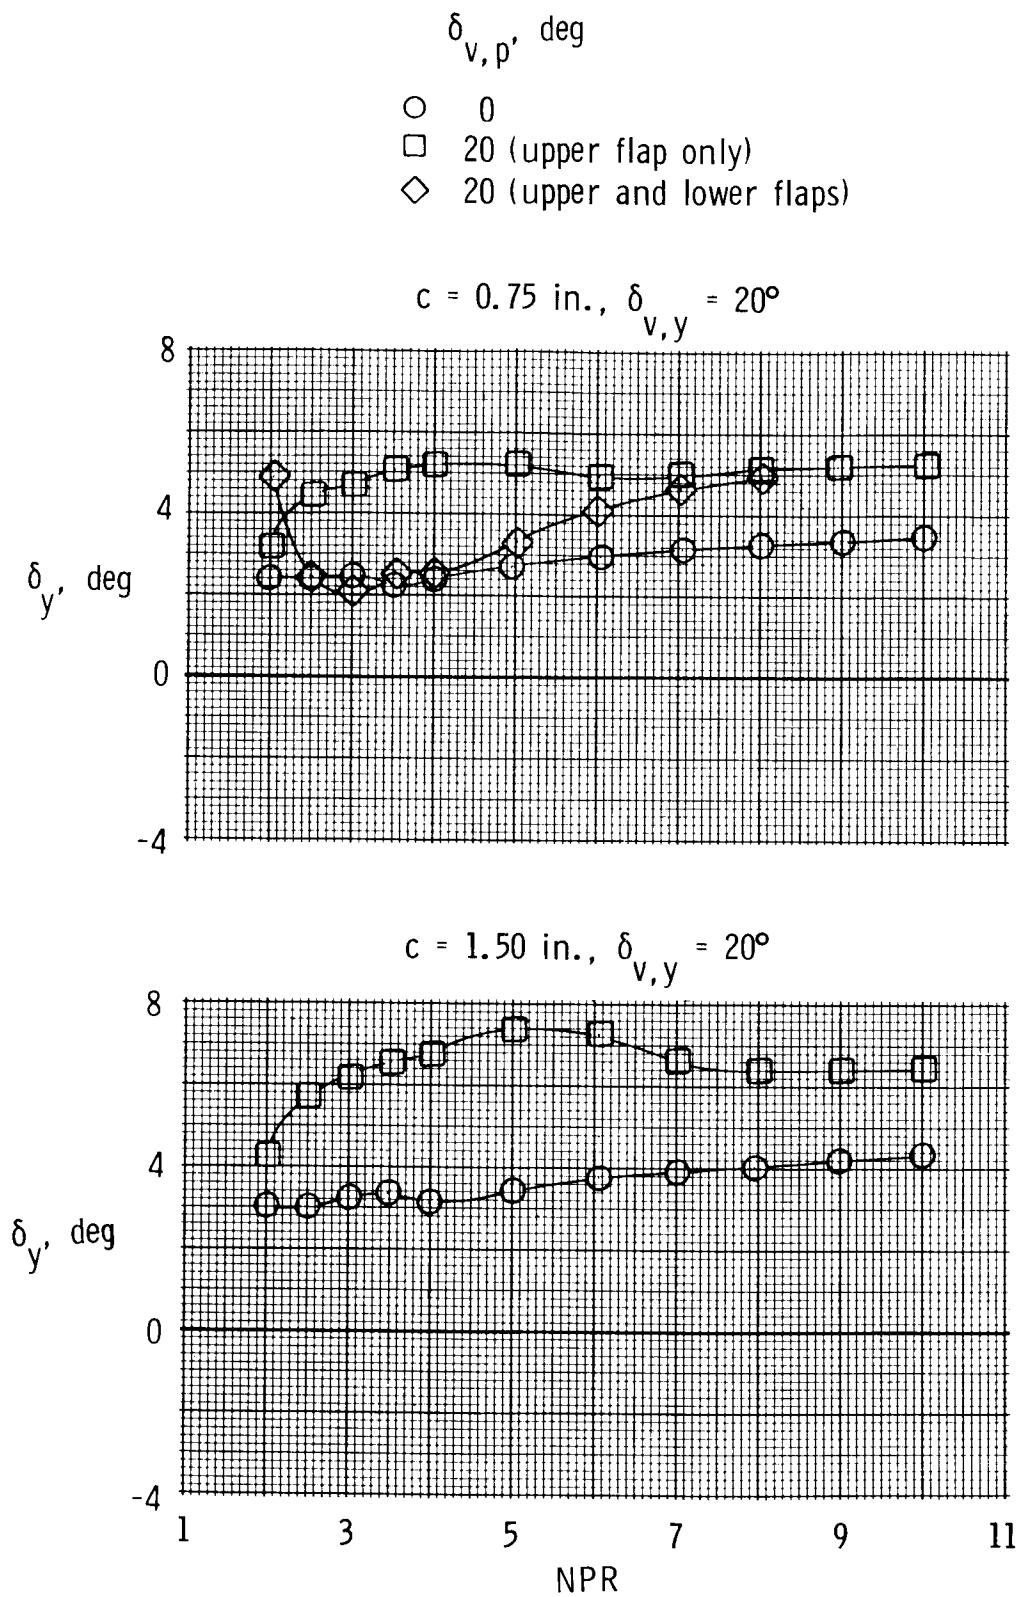 δv,p, deg
0
20 (upper flap only)
20 (upper and lower flaps)
c = 0.75 in., δv,y = 20°
8
4
δy, deg
0
-4
c = 1.50 in., δv,y = 20°
8
4
δy, deg
0
-4
1 3 5 7 9 11
NPR